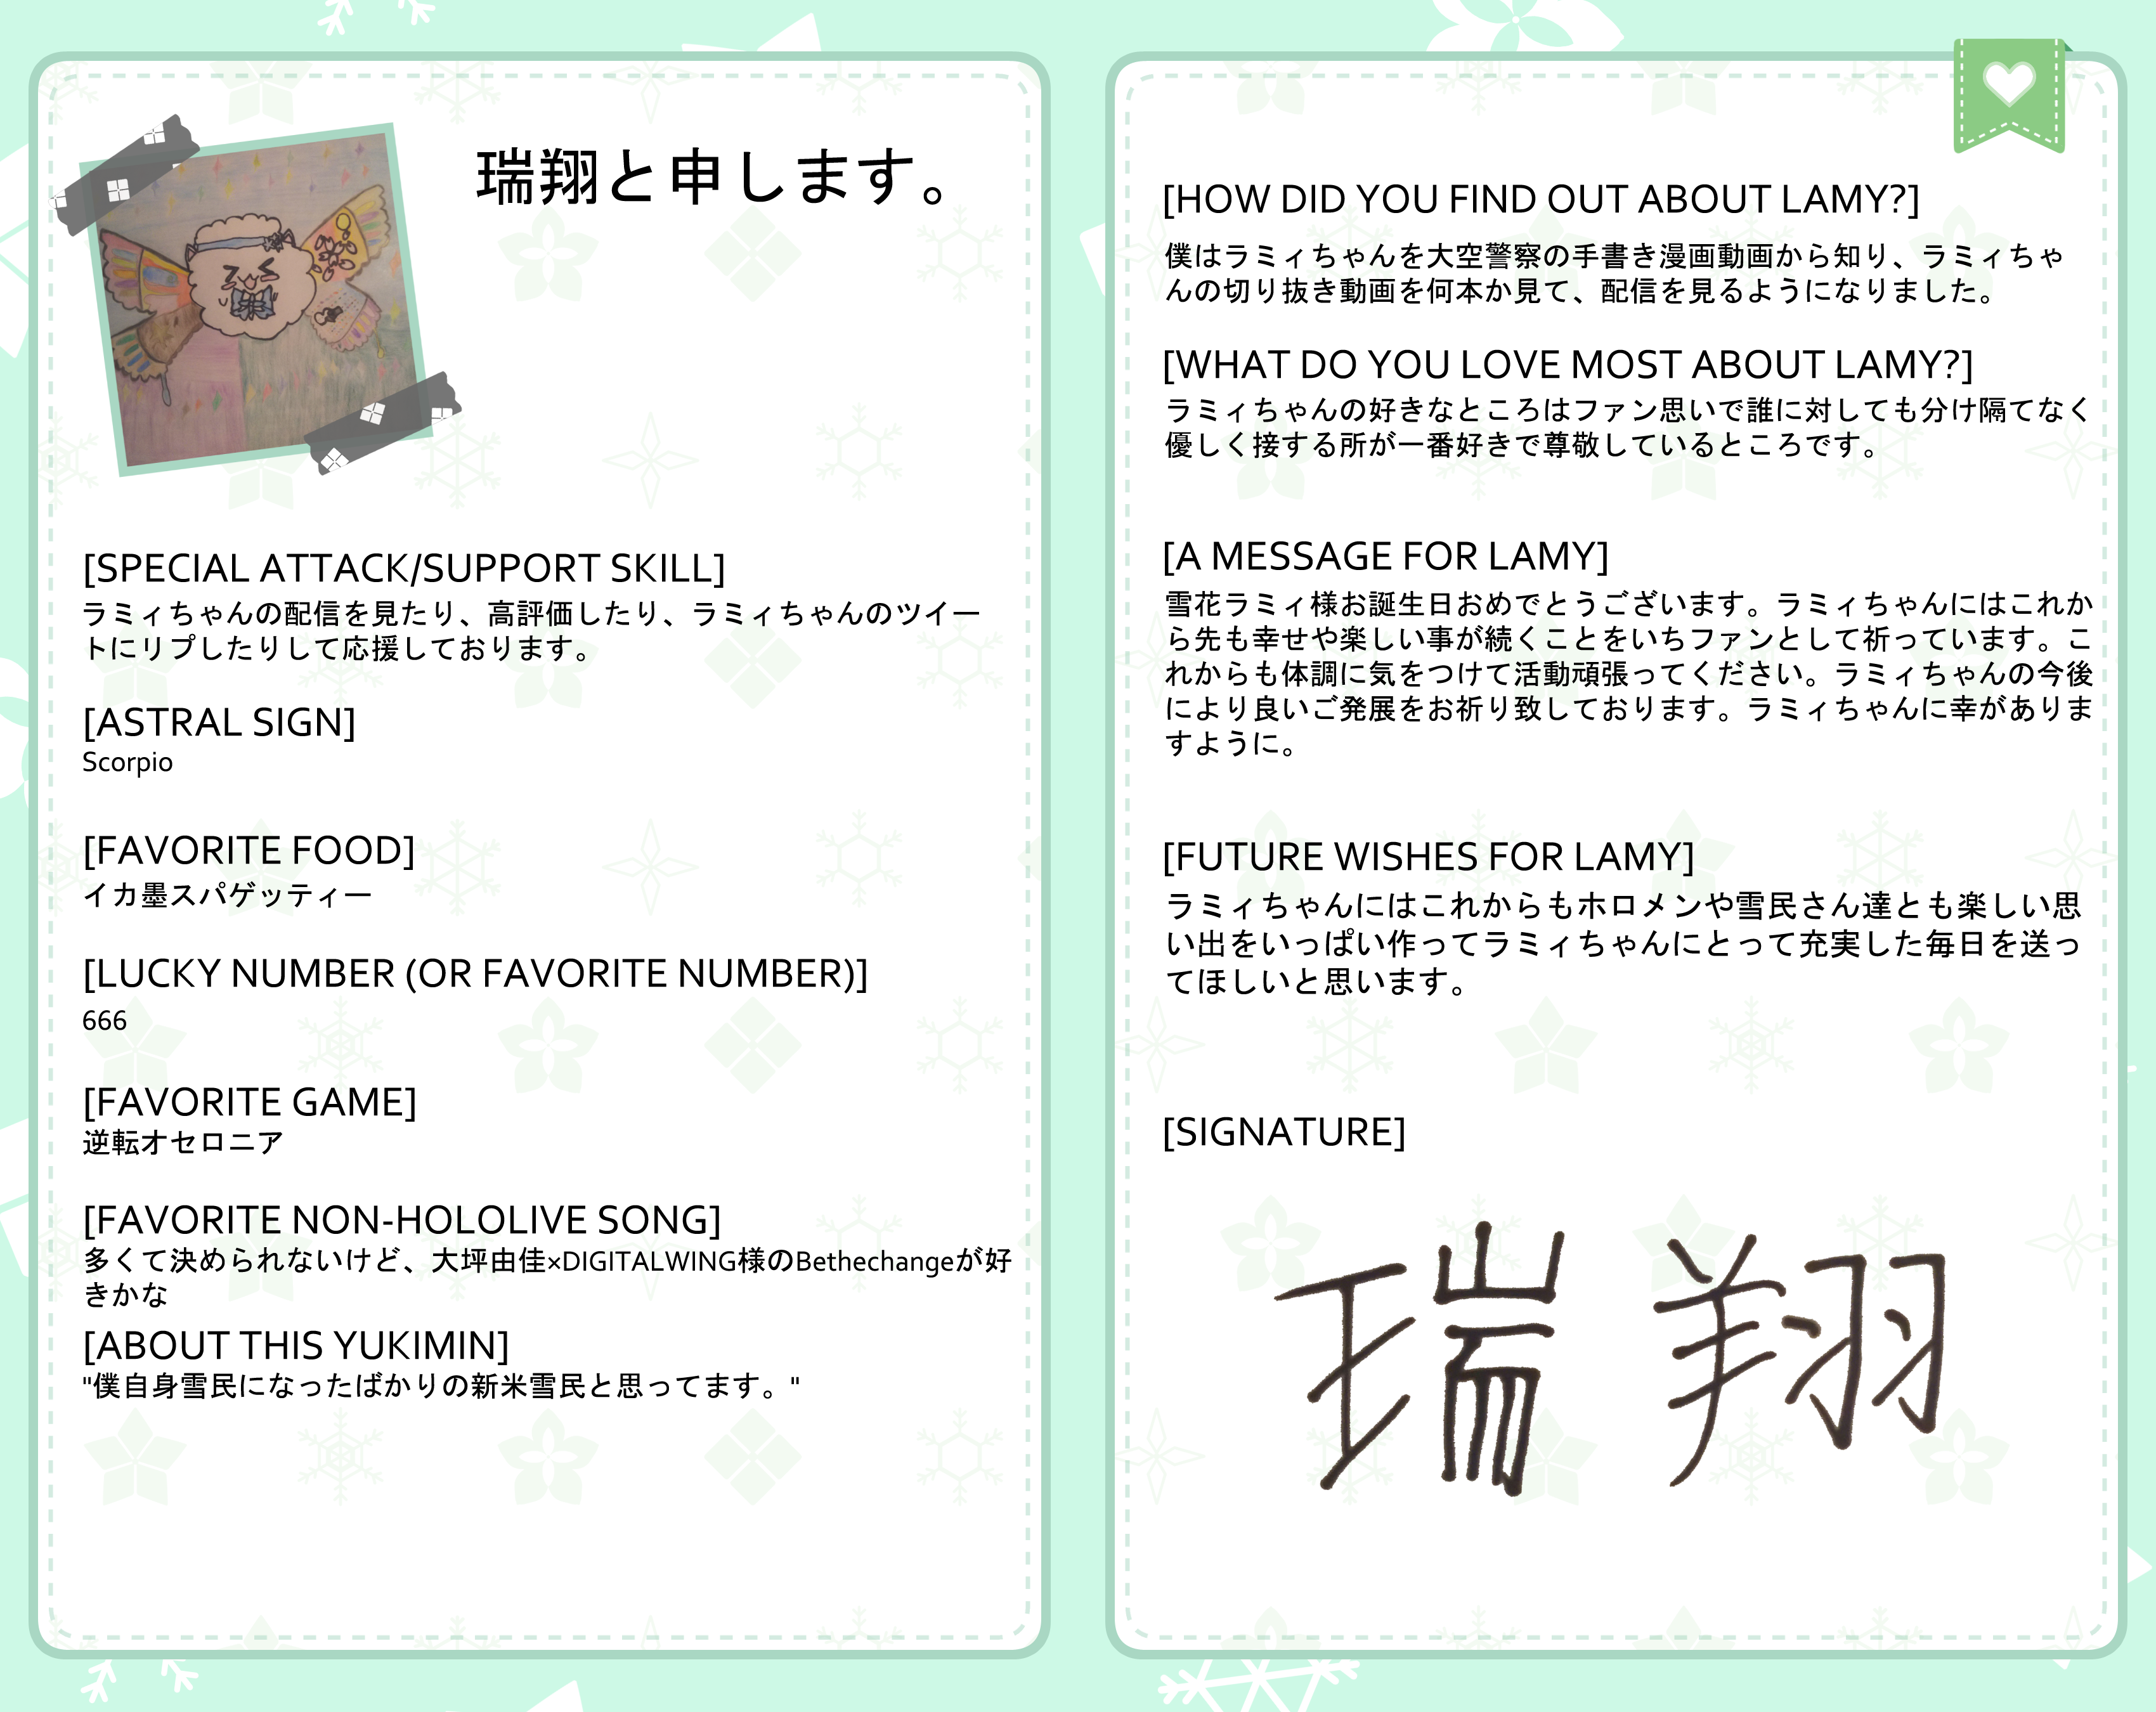 瑞翔と申します。
[SPECIAL ATTACK/SUPPORT SKILL]
ラミィちゃんの配信を見たり、高評価したり、ラミィちゃんのツイー
トにリプしたりして応援しております。
[ASTRAL SIGN]
Scorpio
[FAVORITE FOOD]
イカ墨スパゲッティー
[LUCKY NUMBER (OR FAVORITE NUMBER)]
666
[FAVORITE GAME]
逆転オセロニア
[FAVORITE NON-HOLOLIVE SONG]
多くて決められないけど、大坪由佳×DIGITALWING様のBethechangeが好
きかな
[ABOUT THIS YUKIMIN]
"僕自身雪民になったばかりの新米雪民と思ってます。"
[HOW DID YOU FIND OUT ABOUT LAMY?]
僕はラミィちゃんを大空警察の手書き漫画動画から知り、ラミィちゃ
んの切り抜き動画を何本か見て、配信を見るようになりました。
[WHAT DO YOU LOVE MOST ABOUT LAMY?]
ラミィちゃんの好きなところはファン思いで誰に対しても分け隔てなく
優しく接する所が一番好きで尊敬しているところです。
[A MESSAGE FOR LAMY]
雪花ラミィ様お誕生日おめでとうございます。ラミィちゃんにはこれか
ら先も幸せや楽しい事が続くことをいちファンとして祈っています。こ
れからも体調に気をつけて活動頑張ってください。ラミィちゃんの今後
により良いご発展をお祈り致しております。ラミィちゃんに幸がありま
すように。
[FUTURE WISHES FOR LAMY]
ラミィちゃんにはこれからもホロメンや雪民さん達とも楽しい思
い出をいっぱい作ってラミィちゃんにとって充実した毎日を送っ
てほしいと思います。
[SIGNATURE]
瑞翔